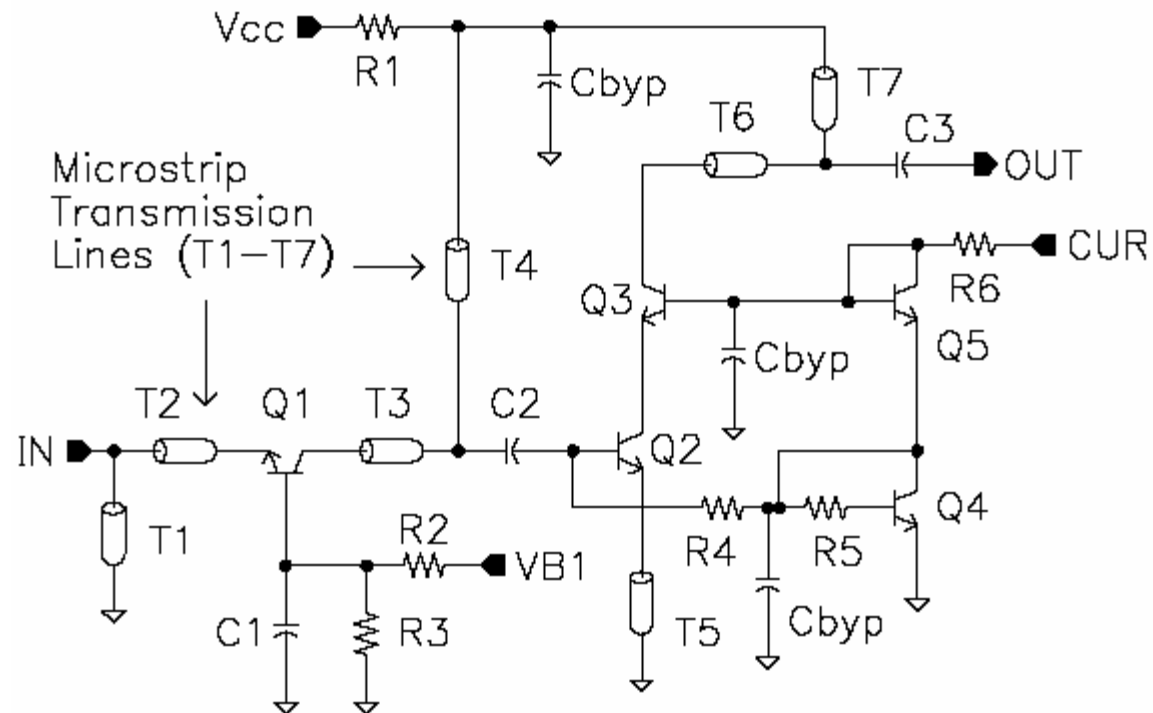 Vcc
R1
Cbyp
T7
T6
C3
OUT
Microstrip
Transmission
Lines (T1-T7)
T4
CUR
R6
Q3
Q5
Cbyp
T2
Q1
T3
C2
IN
Q2
T1
R2
VB1
R4
R5
Q4
C1
R3
T5
Cbyp